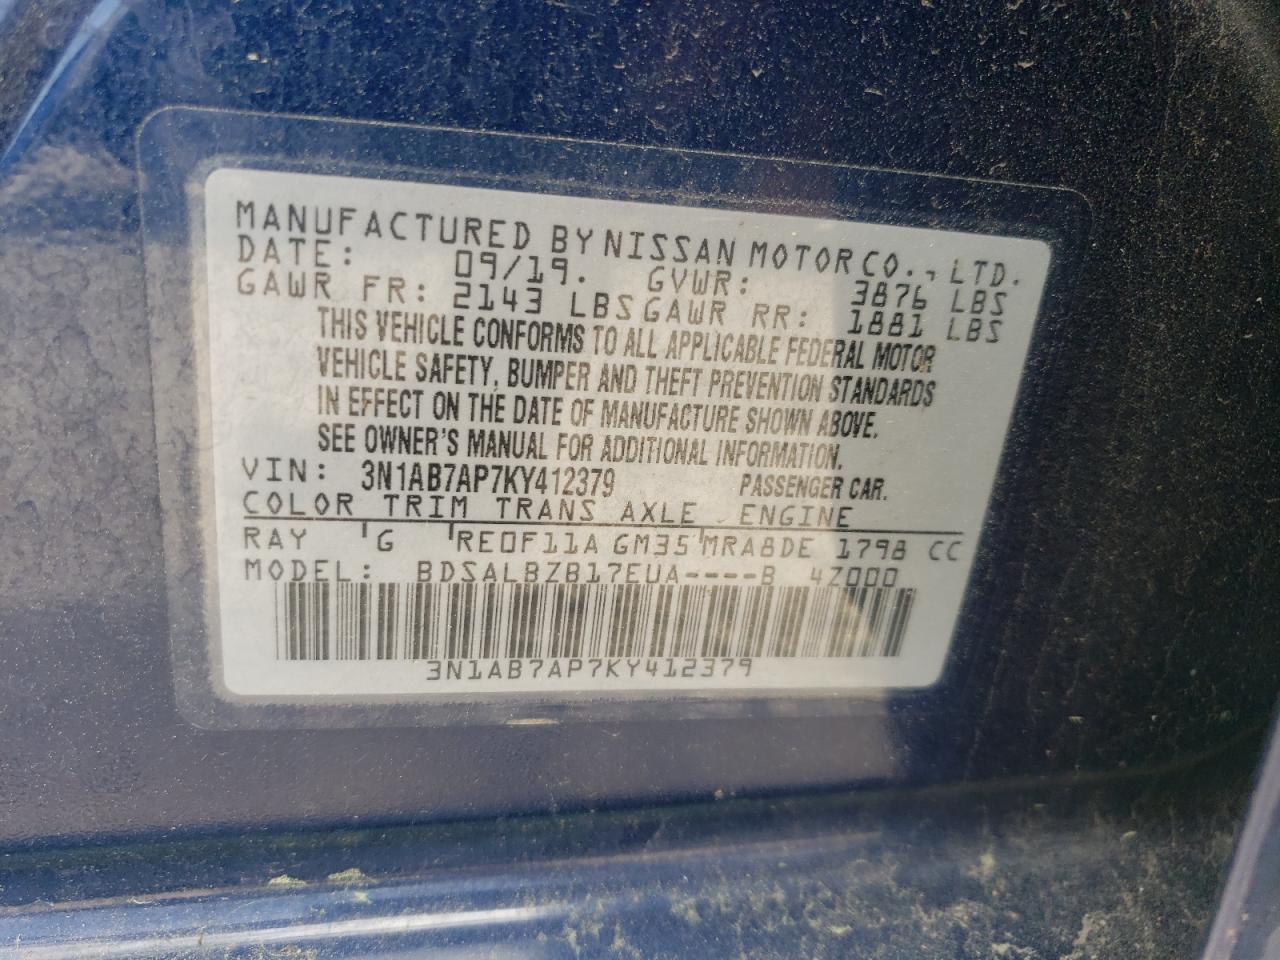 MANUFACTURED BY NISSAN MOTOR CO., LTD.
DATE: 09/19. GVWR: 3876 LBS
GAWR FR: 2143 LBS GAWR RR: 1881 LBS
THIS VEHICLE CONFORMS TO ALL APPLICABLE FEDERAL MOTOR
VEHICLE SAFETY, BUMPER AND THEFT PREVENTION STANDARDS
IN EFFECT ON THE DATE OF MANUFACTURE SHOWN ABOVE.
SEE OWNER'S MANUAL FOR ADDITIONAL INFORMATION.
VIN: 3N1AB7AP7KY412379 PASSENGER CAR.
COLOR TRIM TRANS AXLE ENGINE
RAY G RE0F11A GM35 MRA8DE 1798 CC
MODEL: BDSALBZB17EUA----B 4Z000
3N1AB7AP7KY412379